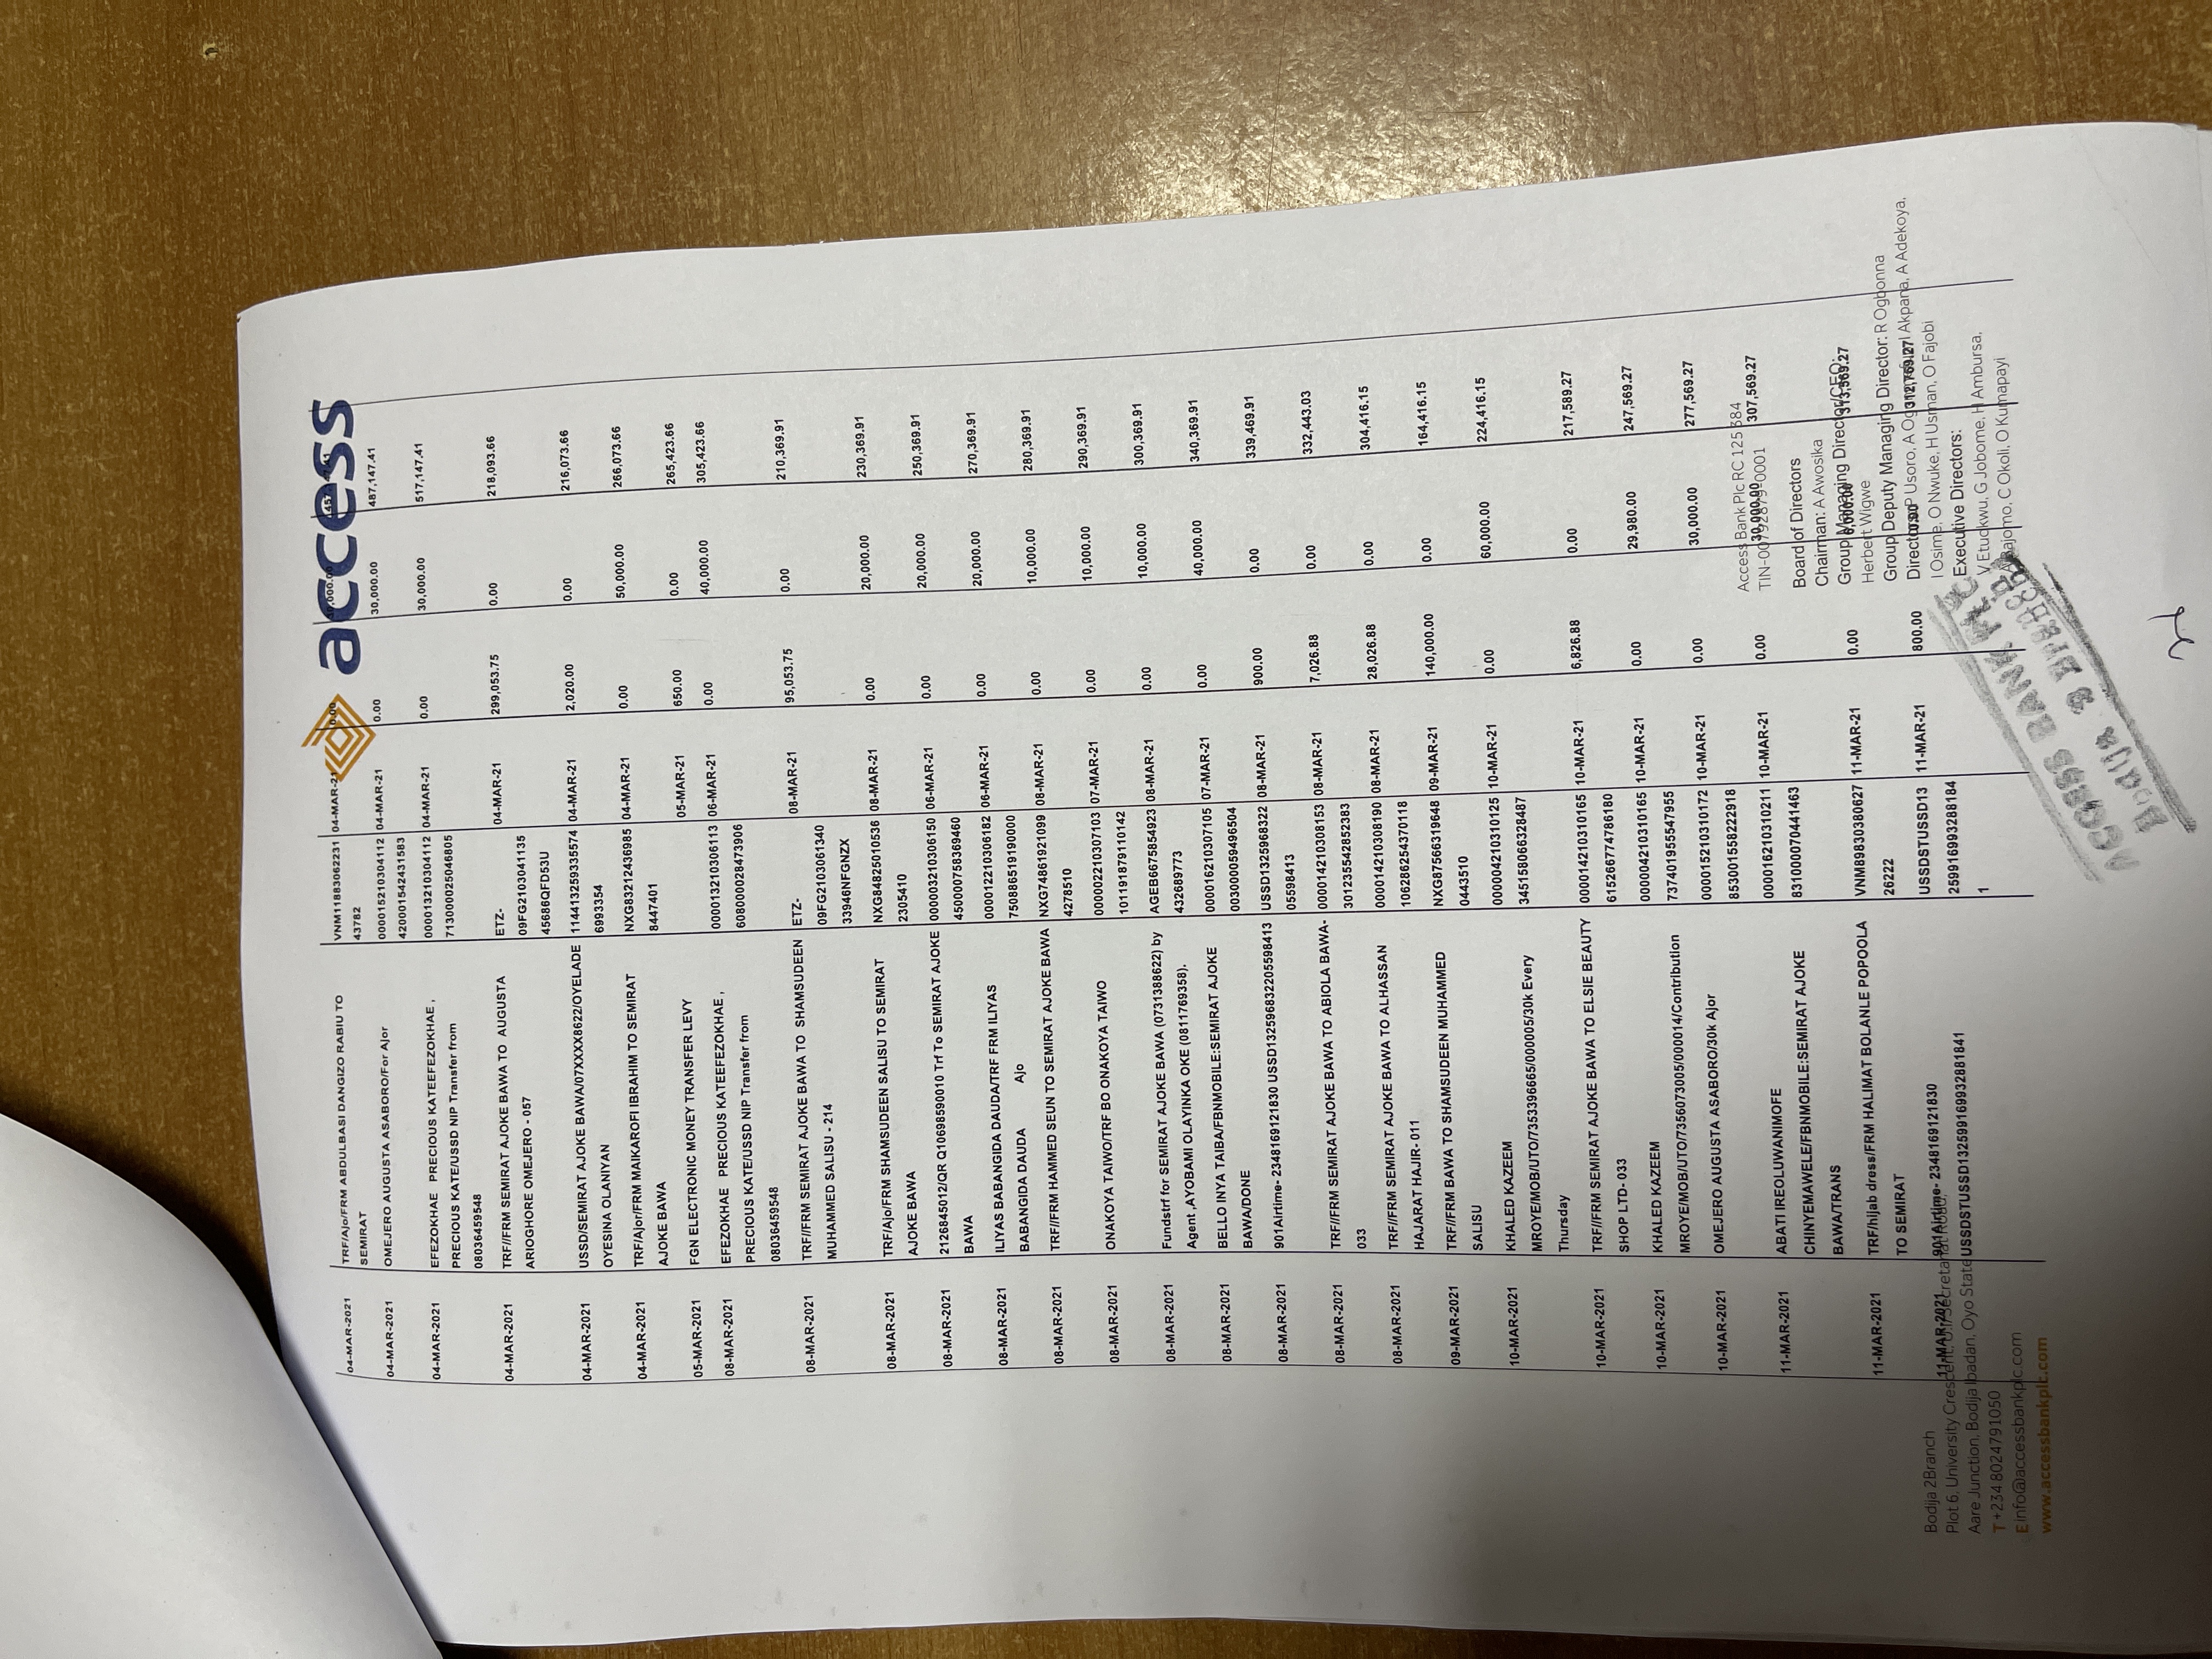 access
04-MAR-2021 TRF/Ajo/FRM ABDULBASI DANGIZO RABIU TO VNM11883062231 04-MAR-21 0.00 30,000.00 457,147.41
SEMIRAT 43782
04-MAR-2021 OMEJERO AUGUSTA ASABORO/For Ajor 000015210304112 04-MAR-21 0.00 30,000.00 487,147.41
420001542431583
04-MAR-2021 EFEZOKHAE PRECIOUS KATEEFEZOKHAE , 000013210304112 04-MAR-21 0.00 30,000.00 517,147.41
PRECIOUS KATE/USSD NIP Transfer from 713000025046805
08036459548
04-MAR-2021 TRF//FRM SEMIRAT AJOKE BAWA TO AUGUSTA ETZ- 04-MAR-21 299,053.75 0.00 218,093.66
ARIOGHORE OMEJERO - 057 09FG2103041135
45686QFD53U
04-MAR-2021 USSD/SEMIRAT AJOKE BAWA/07XXXX8622/OYELADE 114413259335574 04-MAR-21 2,020.00 0.00 216,073.66
OYESINA OLANIYAN 6993354
04-MAR-2021 TRF/Ajor/FRM MAIKAROFI IBRAHIM TO SEMIRAT NXG83212436985 04-MAR-21 0.00 50,000.00 266,073.66
AJOKE BAWA 8447401
05-MAR-2021 FGN ELECTRONIC MONEY TRANSFER LEVY 05-MAR-21 650.00 0.00 265,423.66
08-MAR-2021 EFEZOKHAE PRECIOUS KATEEFEZOKHAE , 000013210306113 06-MAR-21 0.00 40,000.00 305,423.66
PRECIOUS KATE/USSD NIP Transfer from 608000028473906
08036459548
08-MAR-2021 TRF//FRM SEMIRAT AJOKE BAWA TO SHAMSUDEEN ETZ- 08-MAR-21 95,053.75 0.00 210,369.91
MUHAMMED SALISU - 214 09FG2103061340
33946NFGNZX
08-MAR-2021 TRF/Ajo/FRM SHAMSUDEEN SALISU TO SEMIRAT NXG84825010536 08-MAR-21 0.00 20,000.00 230,369.91
AJOKE BAWA 2305410
08-MAR-2021 2126845012/QR Q10698590010 Trf To SEMIRAT AJOKE 000003210306150 06-MAR-21 0.00 20,000.00 250,369.91
BAWA 450000758369460
08-MAR-2021 ILIYAS BABANGIDA DAUDA/TRF FRM ILIYAS 000012210306182 06-MAR-21 0.00 20,000.00 270,369.91
BABANGIDA DAUDA Ajo 750886519190000
08-MAR-2021 TRF//FRM HAMMED SEUN TO SEMIRAT AJOKE BAWA NXG74861921099 08-MAR-21 0.00 10,000.00 280,369.91
4278510
08-MAR-2021 ONAKOYA TAIWO/TRF BO ONAKOYA TAIWO 000002210307103 07-MAR-21 0.00 10,000.00 290,369.91
101191879110142
08-MAR-2021 Fundstrf for SEMIRAT AJOKE BAWA (0731388622) by AGEB6675854923 08-MAR-21 0.00 10,000.00 300,369.91
Agent ,AYOBAMI OLAYINKA OKE (0811769358). 432689773
08-MAR-2021 BELLO INYA TAIBA/FBNMOBILE:SEMIRAT AJOKE 000016210307105 07-MAR-21 0.00 40,000.00 340,369.91
BAWA/DONE 003000059496504
08-MAR-2021 901Airtime- 2348169121830 USSD132596832205598413 USSD1325968322 08-MAR-21 900.00 0.00 339,469.91
05598413
08-MAR-2021 TRF//FRM SEMIRAT AJOKE BAWA TO ABIOLA BAWA- 000014210308153 08-MAR-21 7,026.88 0.00 332,443.03
033 301235542852383
08-MAR-2021 TRF//FRM SEMIRAT AJOKE BAWA TO ALHASSAN 000014210308190 08-MAR-21 28,026.88 0.00 304,416.15
HAJARAT HAJIR- 011 106286254370118
09-MAR-2021 TRF//FRM BAWA TO SHAMSUDEEN MUHAMMED NXG87566319648 09-MAR-21 140,000.00 0.00 164,416.15
SALISU 0443510
10-MAR-2021 KHALED KAZEEM 000004210310125 10-MAR-21 0.00 60,000.00 224,416.15
MROYE/MOB/UTO/7353396665/000005/30k Every 345158066328487
Thursday
10-MAR-2021 TRF//FRM SEMIRAT AJOKE BAWA TO ELSIE BEAUTY 000014210310165 10-MAR-21 6,826.88 0.00 217,589.27
SHOP LTD- 033 615266774786180
10-MAR-2021 KHALED KAZEEM 000004210310165 10-MAR-21 0.00 29,980.00 247,569.27
MROYE/MOB/UTO/7356073005/000014/Contribution 737401955547955
10-MAR-2021 OMEJERO AUGUSTA ASABORO/30k Ajor 000015210310172 10-MAR-21 0.00 30,000.00 277,569.27
853001558222918
11-MAR-2021 ABATI IREOLUWANIMOFE 000016210310211 10-MAR-21 0.00 30,000.00 307,569.27
CHINYEMAWELE/FBNMOBILE:SEMIRAT AJOKE 831000070441463
BAWA/TRANS
11-MAR-2021 TRF/hijab dress/FRM HALIMAT BOLANLE POPOOLA VNM89830380627 11-MAR-21 0.00 6,000.00 313,569.27
TO SEMIRAT 26222
11-MAR-2021 901Airtime- 2348169121830 USSDSTUSSD13 11-MAR-21 800.00 0.00 312,769.27
USSDSTUSSD132599169932881841 259916993288184
1
Access Bank Plc RC 125 384
TIN-00792879-0001
Board of Directors
Chairman: A Awosika
Group Managing Director/CEO:
Herbert Wigwe
Group Deputy Managing Director: R Ogbonna
Directors: P Usoro, A Akpana, A Adekoya,
I Osime, O Nwuke, H Usman, O Fajobi
Executive Directors:
V Etuokwu, G Jobome, H Ambursa,
A Bajomo, C Okoli, O Kumapayi
Bodija 2Branch
Plot 6, University Crescent, U.I/Secretariat Road,
Aare Junction, Bodija Ibadan, Oyo State
T +234 8024791050
E info@accessbankplc.com
www.accessbankplc.com
ACCESS BANK PLC
Bodija Branch